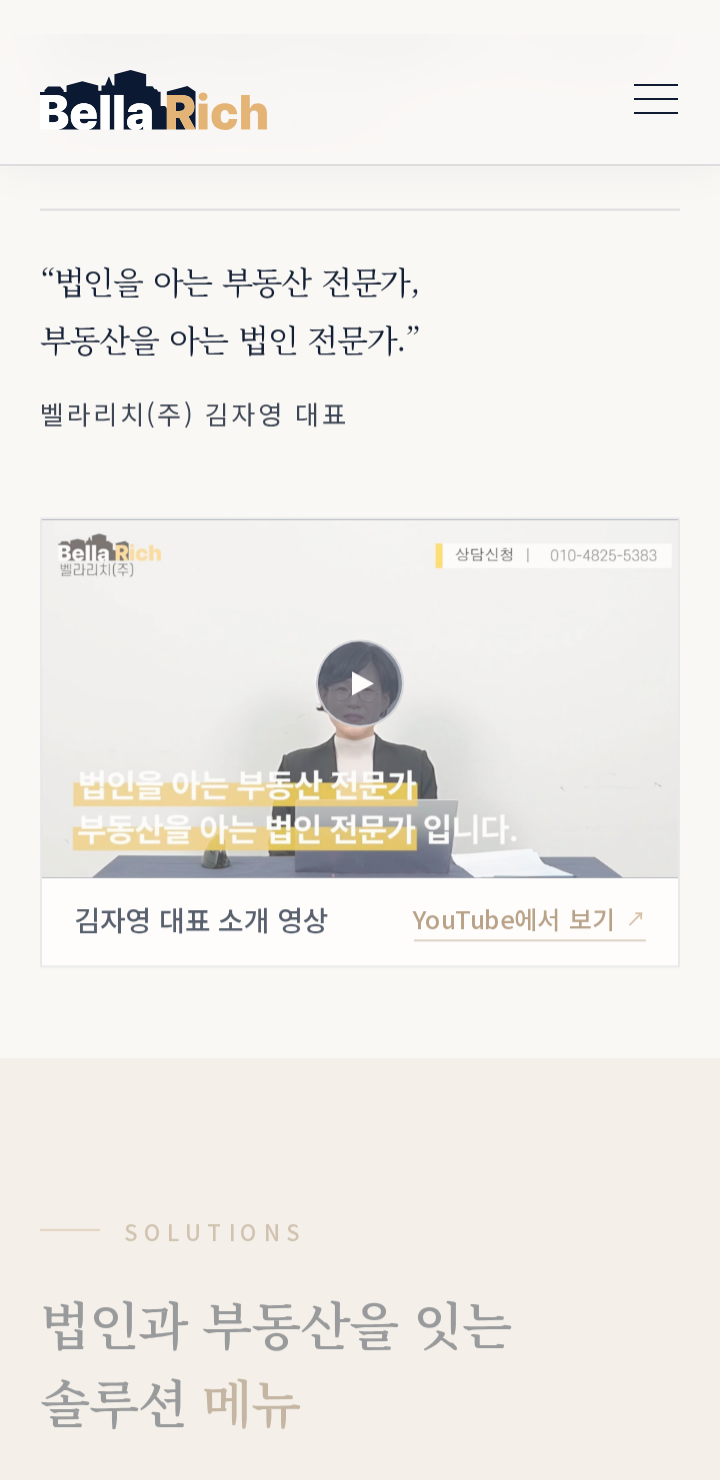 Bella Rich
“법인을 아는 부동산 전문가,
부동산을 아는 법인 전문가.”
벨라리치(주) 김자영 대표
Bella Rich
벨라리치(주)
상담신청 | 010-4825-5383
법인을 아는 부동산 전문가
부동산을 아는 법인 전문가 입니다.
김자영 대표 소개 영상
YouTube에서 보기 ↗
SOLUTIONS
법인과 부동산을 잇는
솔루션 메뉴